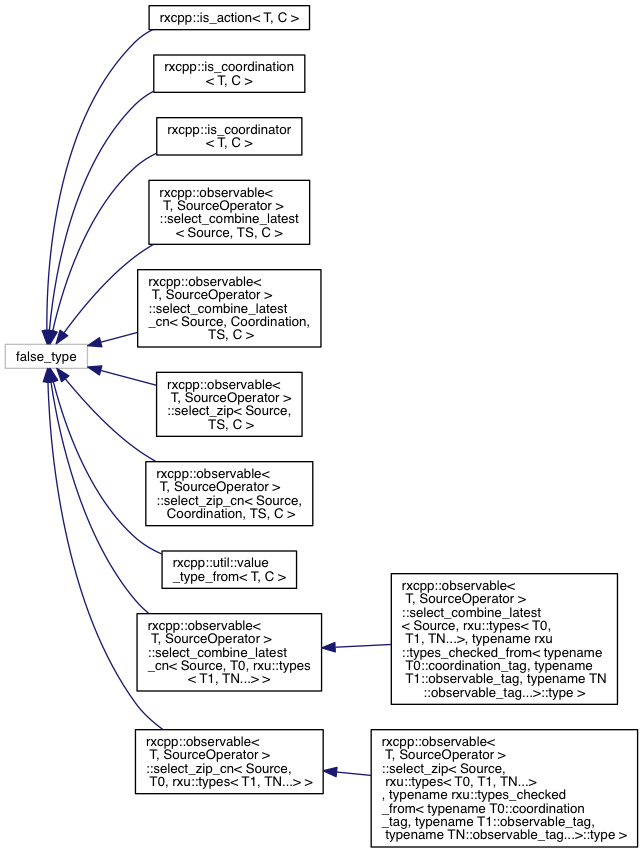 rxcpp::is_action< T, C >
rxcpp::is_coordination
< T, C >
rxcpp::is_coordinator
< T, C >
rxcpp::observable<
T, SourceOperator >
::select_combine_latest
< Source, TS, C >
rxcpp::observable<
T, SourceOperator >
::select_combine_latest
_cn< Source, Coordination,
TS, C >
false_type
rxcpp::observable<
T, SourceOperator >
::select_zip< Source,
TS, C >
rxcpp::observable<
T, SourceOperator >
::select_zip_cn< Source,
Coordination, TS, C >
rxcpp::util::value
_type_from< T, C >
rxcpp::observable<
T, SourceOperator >
::select_combine_latest
_cn< Source, T0, rxu::types
< T1, TN...> >
rxcpp::observable<
T, SourceOperator >
::select_combine_latest
< Source, rxu::types< T0,
T1, TN...>, typename rxu
::types_checked_from< typename
T0::coordination_tag, typename
T1::observable_tag, typename TN
::observable_tag...>::type >
rxcpp::observable<
T, SourceOperator >
::select_zip_cn< Source,
T0, rxu::types< T1, TN...> >
rxcpp::observable<
T, SourceOperator >
::select_zip< Source,
rxu::types< T0, T1, TN...>
, typename rxu::types_checked
_from< typename T0::coordination
_tag, typename T1::observable_tag,
typename TN::observable_tag...>::type >